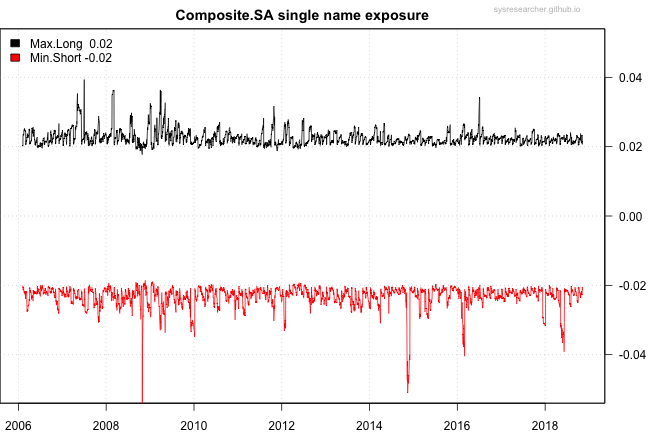 Composite.SA single name exposure
sysresearcher.github.io
Max.Long 0.02
Min.Short -0.02
0.04
0.02
0.00
-0.02
-0.04
2006 2008 2010 2012 2014 2016 2018